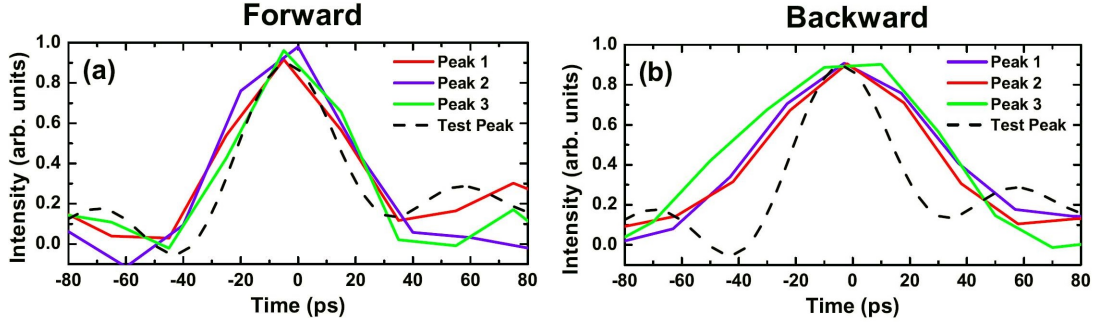 Forward
Backward
(a)
Peak 1
Peak 2
Peak 3
Test Peak
Intensity (arb. units)
1.0
0.8
0.6
0.4
0.2
0.0
-80 -60 -40 -20 0 20 40 60 80
Time (ps)
(b)
Peak 1
Peak 2
Peak 3
Test Peak
Intensity (arb. units)
1.0
0.8
0.6
0.4
0.2
0.0
-80 -60 -40 -20 0 20 40 60 80
Time (ps)